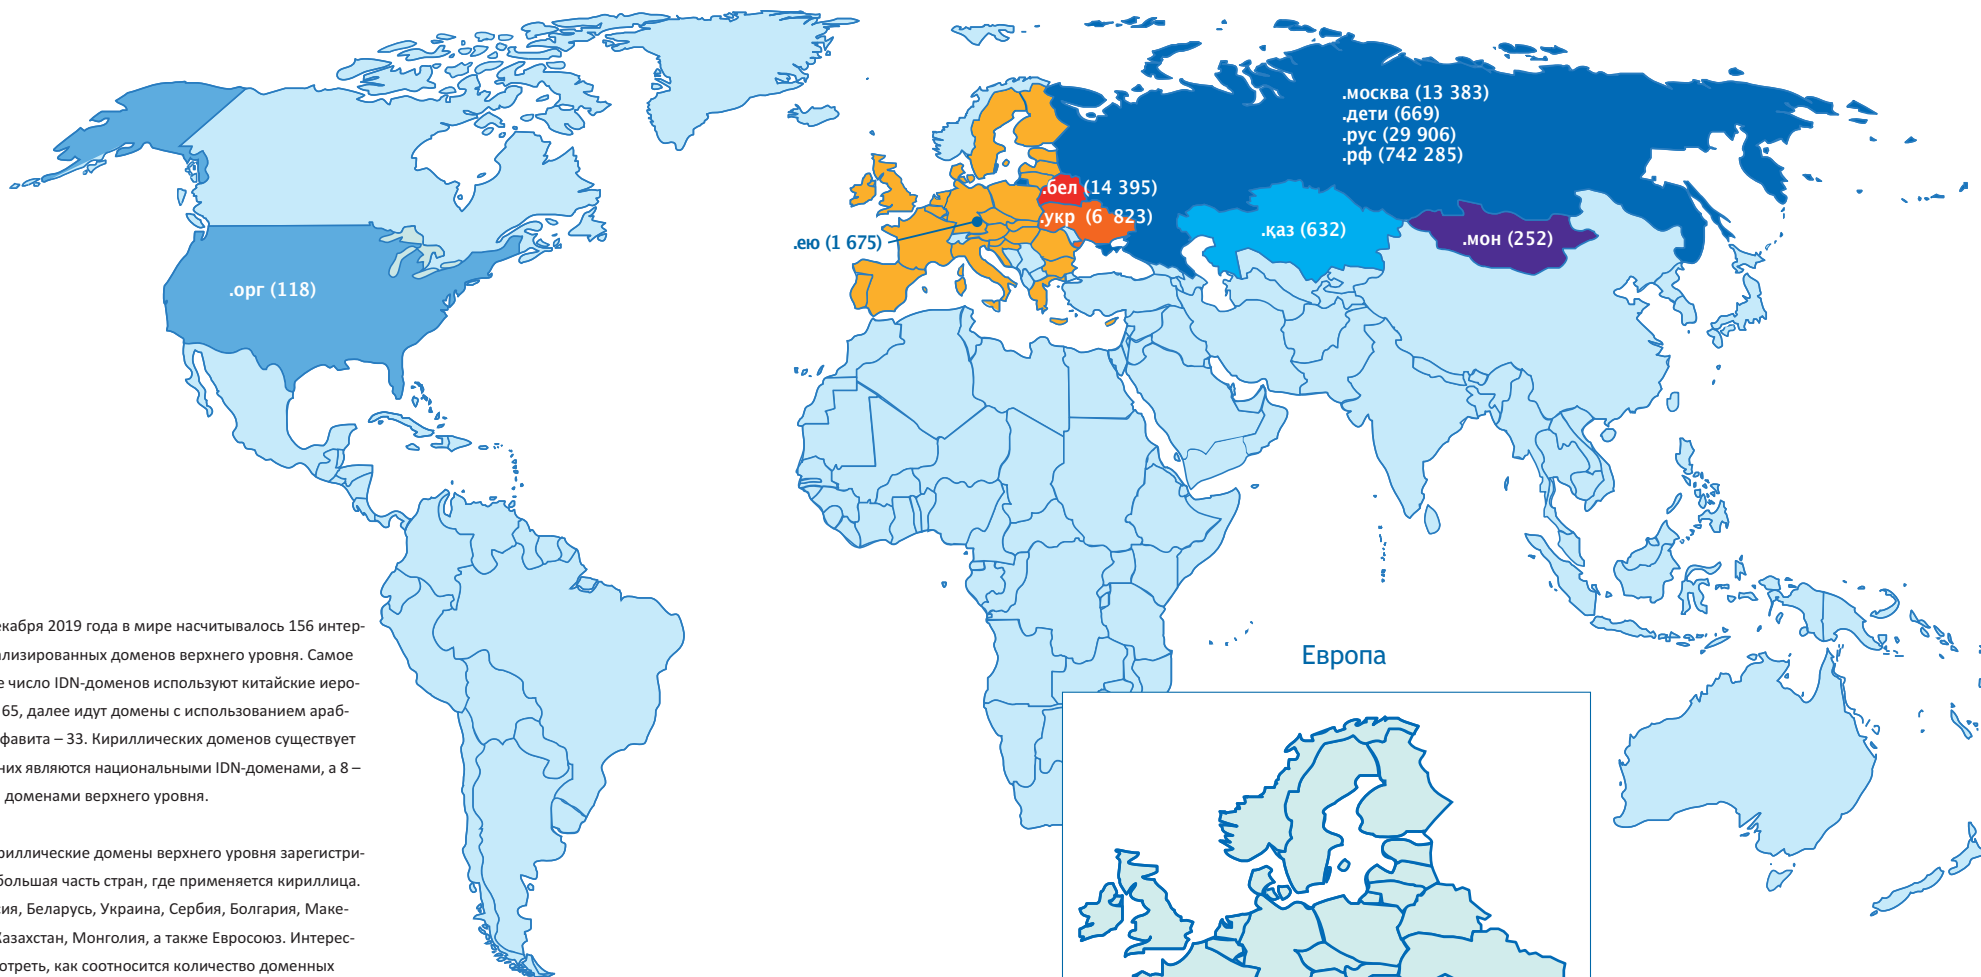 .москва (13 383)
.дети (669)
.рус (29 906)
.рф (742 285)
.бел (14 395)
.укр (6 823)
.ею (1 675)
.қаз (632)
.мон (252)
.орг (118)
екабря 2019 года в мире насчитывалось 156 интер-
ализированных доменов верхнего уровня. Самое
е число IDN-доменов используют китайские иеро-
65, далее идут домены с использованием араб-
фавита – 33. Кириллических доменов существует
них являются национальными IDN-доменами, а 8 –
доменами верхнего уровня.
риллические домены верхнего уровня зарегистри-
большая часть стран, где применяется кириллица.
сия, Беларусь, Украина, Сербия, Болгария, Маке-
Казахстан, Монголия, а также Евросоюз. Интерес-
отреть, как соотносится количество доменных
Европа